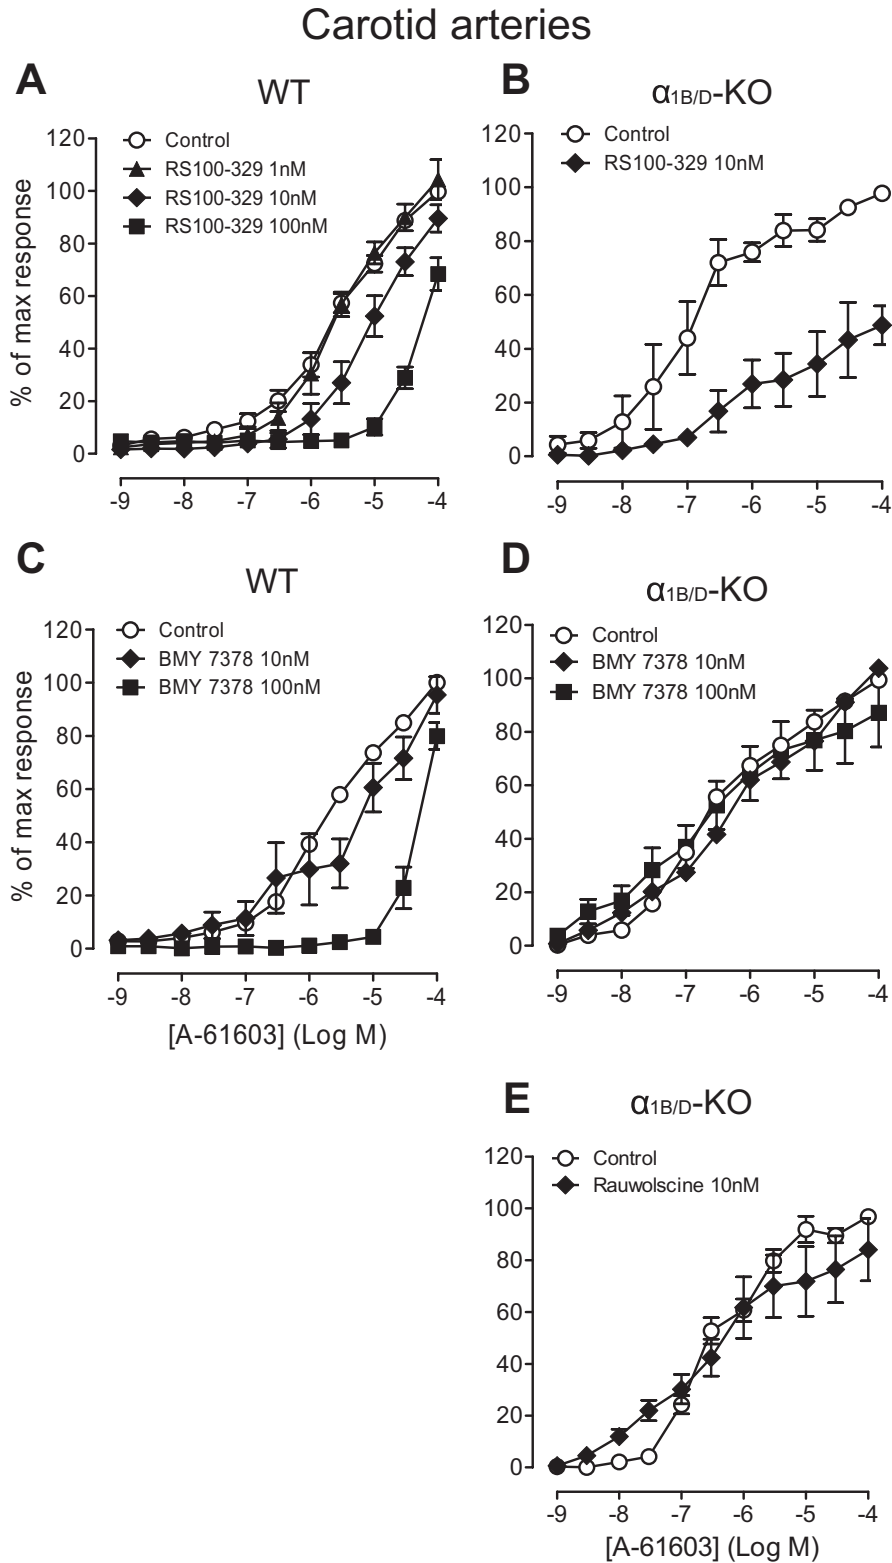 Carotid arteries
A
WT
% of max response
120
100
80
60
40
20
0
Control
RS100-329 1nM
RS100-329 10nM
RS100-329 100nM
-9 -8 -7 -6 -5 -4
B
α1B/D-KO
120
100
80
60
40
20
0
Control
RS100-329 10nM
-9 -8 -7 -6 -5 -4
C
WT
% of max response
120
100
80
60
40
20
0
Control
BMY 7378 10nM
BMY 7378 100nM
-9 -8 -7 -6 -5 -4
[A-61603] (Log M)
D
α1B/D-KO
120
100
80
60
40
20
0
Control
BMY 7378 10nM
BMY 7378 100nM
-9 -8 -7 -6 -5 -4
E
α1B/D-KO
120
100
80
60
40
20
0
Control
Rauwolscine 10nM
-9 -8 -7 -6 -5 -4
[A-61603] (Log M)